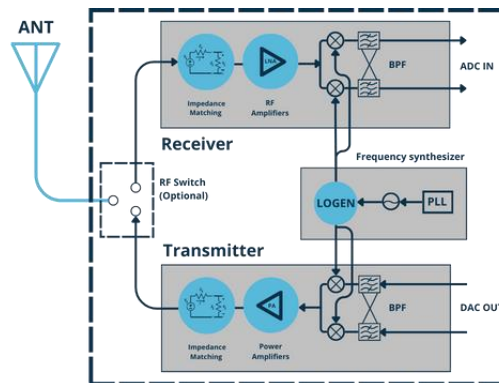 ANT
LNA
BPF
ADC IN
Impedance
Matching
RF
Amplifiers
Receiver
Frequency synthesizer
RF Switch
(Optional)
LOGEN
PLL
Transmitter
PA
BPF
DAC OUT
Impedance
Matching
Power
Amplifiers